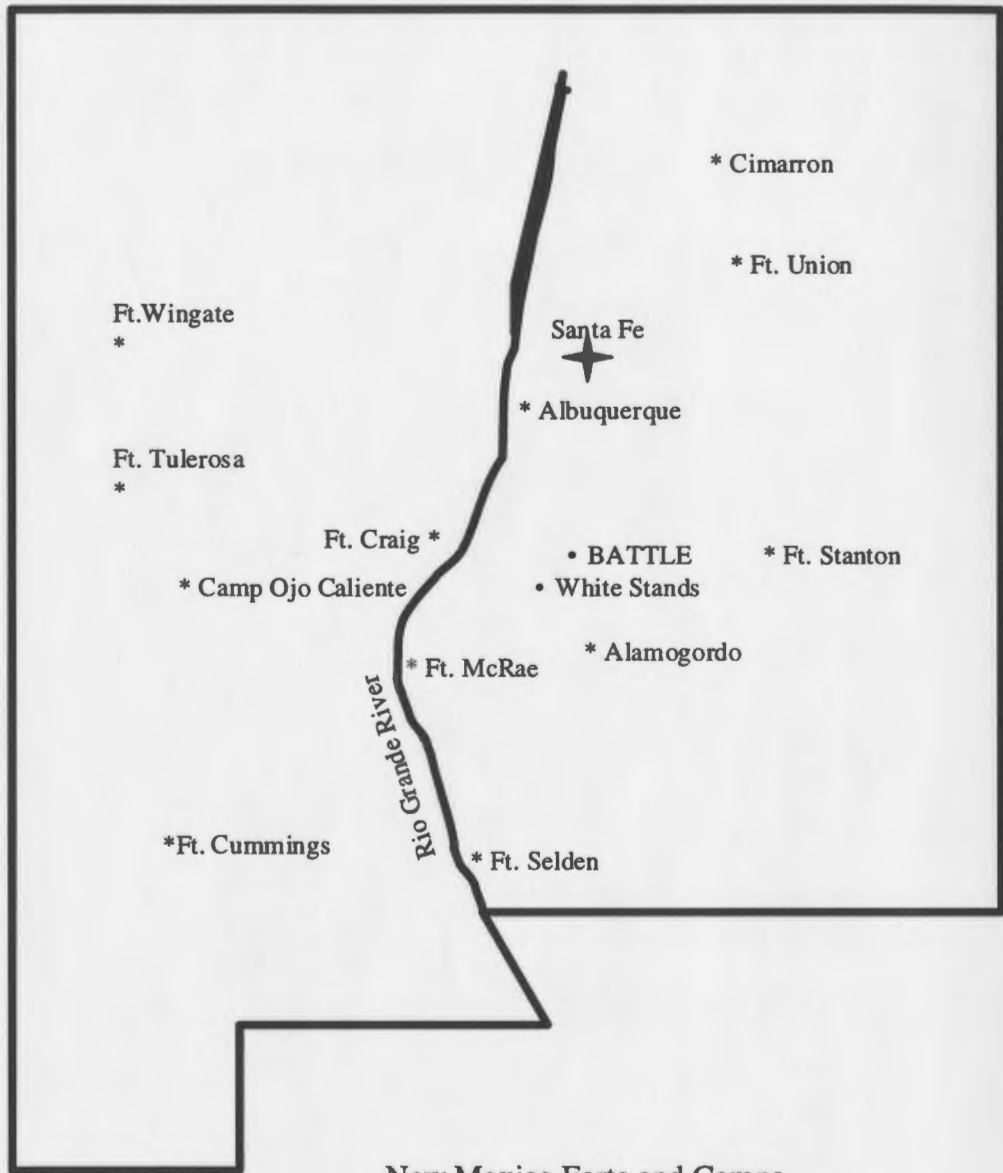 * Cimarron
* Ft. Union
Ft.Wingate
*
Santa Fe
* Albuquerque
Ft. Tulerosa
*
Ft. Craig *
• BATTLE
* Ft. Stanton
* Camp Ojo Caliente
• White Stands
* Alamogordo
* Ft. McRae
Rio Grande River
*Ft. Cummings
* Ft. Selden
New Mexico Forts and Camps